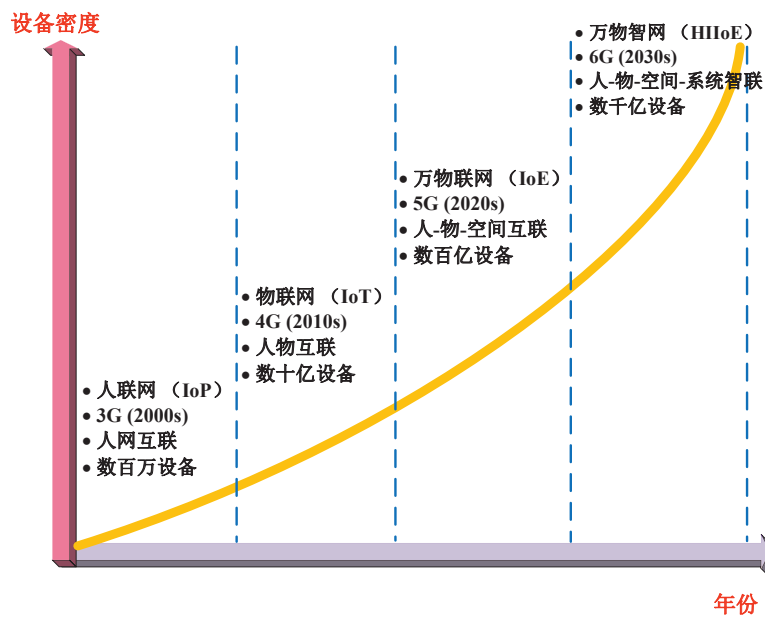 设备密度
• 万物智网 （HIIoE）
• 6G (2030s)
• 人-物-空间-系统智联
• 数千亿设备
• 万物联网 （IoE）
• 5G (2020s)
• 人-物-空间互联
• 数百亿设备
• 物联网 （IoT）
• 4G (2010s)
• 人物互联
• 数十亿设备
• 人联网 （IoP）
• 3G (2000s)
• 人网互联
• 数百万设备
年份